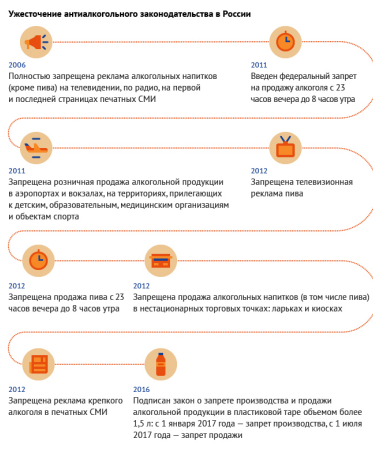 Ужесточение антиалкогольного законодательства в России
2006
Полностью запрещена реклама алкогольных напитков
(кроме пива) на телевидении, по радио, на первой
и последней страницах печатных СМИ
2011
Введен федеральный запрет
на продажу алкоголя с 23
часов вечера до 8 часов утра
2011
Запрещена розничная продажа алкогольной продукции
в аэропортах и вокзалах, на территориях, прилегающих
к детским, образовательным, медицинским организациям
и объектам спорта
2012
Запрещена телевизионная
реклама пива
2012
Запрещена продажа пива с 23
часов вечера до 8 часов утра
2012
Запрещена продажа алкогольных напитков (в том числе пива)
в нестационарных торговых точках: ларьках и киосках
2012
Запрещена реклама крепкого
алкоголя в печатных СМИ
2016
Подписан закон о запрете производства и продажи
алкогольной продукции в пластиковой таре объемом более
1,5 л: с 1 января 2017 года — запрет производства, с 1 июля
2017 года — запрет продажи